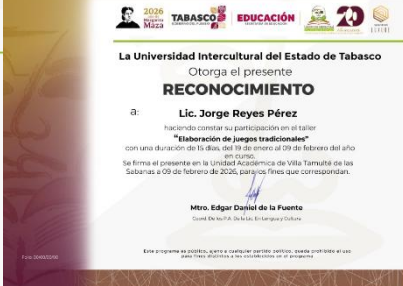 2026
Maza
TABASCO
EDUCACIÓN
20
La Universidad Intercultural del Estado de Tabasco
Otorga el presente
RECONOCIMIENTO
a:
Lic. Jorge Reyes Pérez
haciendo constar su participación en el taller
"Elaboración de juegos tradicionales"
con una duración de 15 días, del 19 de enero al 09 de febrero del año
en curso.
Se firma el presente en la Unidad Académica de Villa Tamulté de las
Sabanas a 09 de febrero de 2026, para los fines que correspondan.
Mtro. Edgar Daniel de la Fuente
Este programa es público, ajeno a cualquier partido político, queda prohibido el uso
para fines distintos a los establecidos en el programa